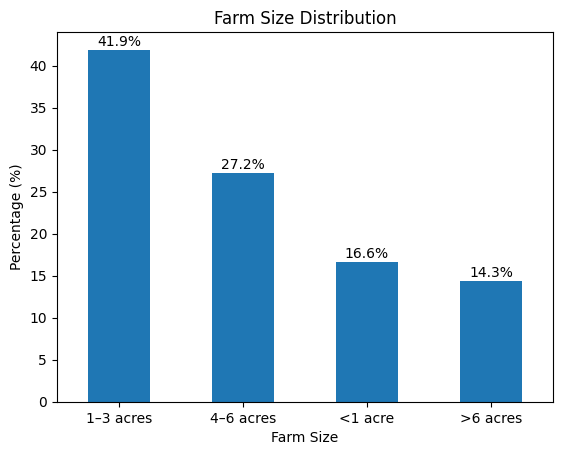 Farm Size Distribution
Percentage (%)
40
35
30
25
20
15
10
5
0
41.9%
27.2%
16.6%
14.3%
1–3 acres
4–6 acres
<1 acre
>6 acres
Farm Size